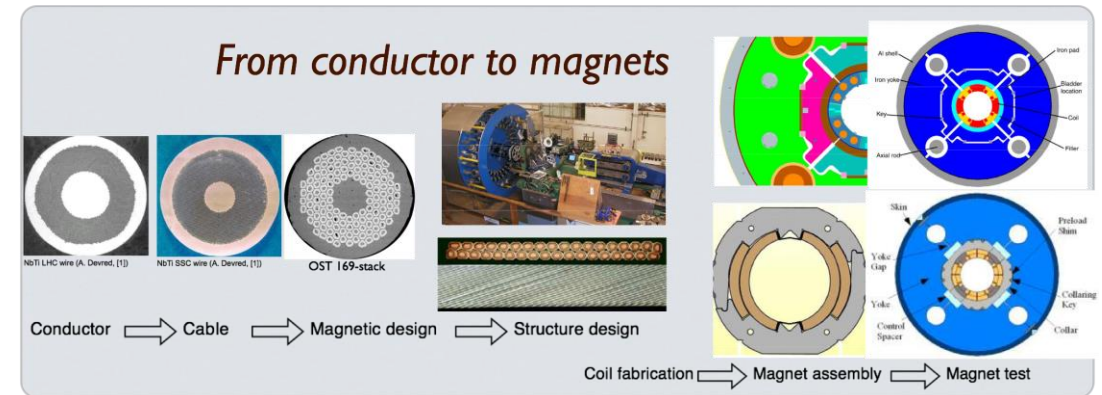 From conductor to magnets
NbTi LHC wire (A. Devred, [1])
NbTi SSC wire (A. Devred, [1])
OST 169-stack
Conductor
Cable
Magnetic design
Structure design
Al shell
Iron yoke
Key
Axial rod
Iron pad
Bladder
location
Coil
Filler
Skin
Yoke
Gap
Yoke
Control
Spacer
Preload
Shim
Collaring
Key
Collar
Coil fabrication
Magnet assembly
Magnet test